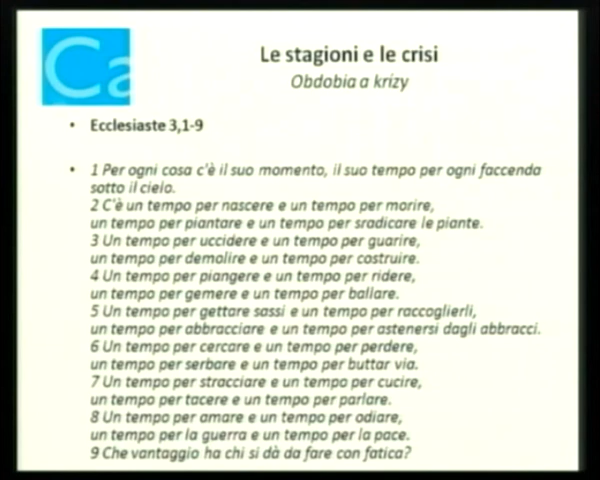 Ca
Le stagioni e le crisi
Obdobia a krizy
• Ecclesiaste 3,1-9
• 1 Per ogni cosa c'è il suo momento, il suo tempo per ogni faccenda
sotto il cielo.
2 C'è un tempo per nascere e un tempo per morire,
un tempo per piantare e un tempo per sradicare le piante.
3 Un tempo per uccidere e un tempo per guarire,
un tempo per demolire e un tempo per costruire.
4 Un tempo per piangere e un tempo per ridere,
un tempo per gemere e un tempo per ballare.
5 Un tempo per gettare sassi e un tempo per raccoglierli,
un tempo per abbracciare e un tempo per astenersi dagli abbracci.
6 Un tempo per cercare e un tempo per perdere,
un tempo per serbare e un tempo per buttar via.
7 Un tempo per stracciare e un tempo per cucire,
un tempo per tacere e un tempo per parlare.
8 Un tempo per amare e un tempo per odiare,
un tempo per la guerra e un tempo per la pace.
9 Che vantaggio ha chi si dà da fare con fatica?